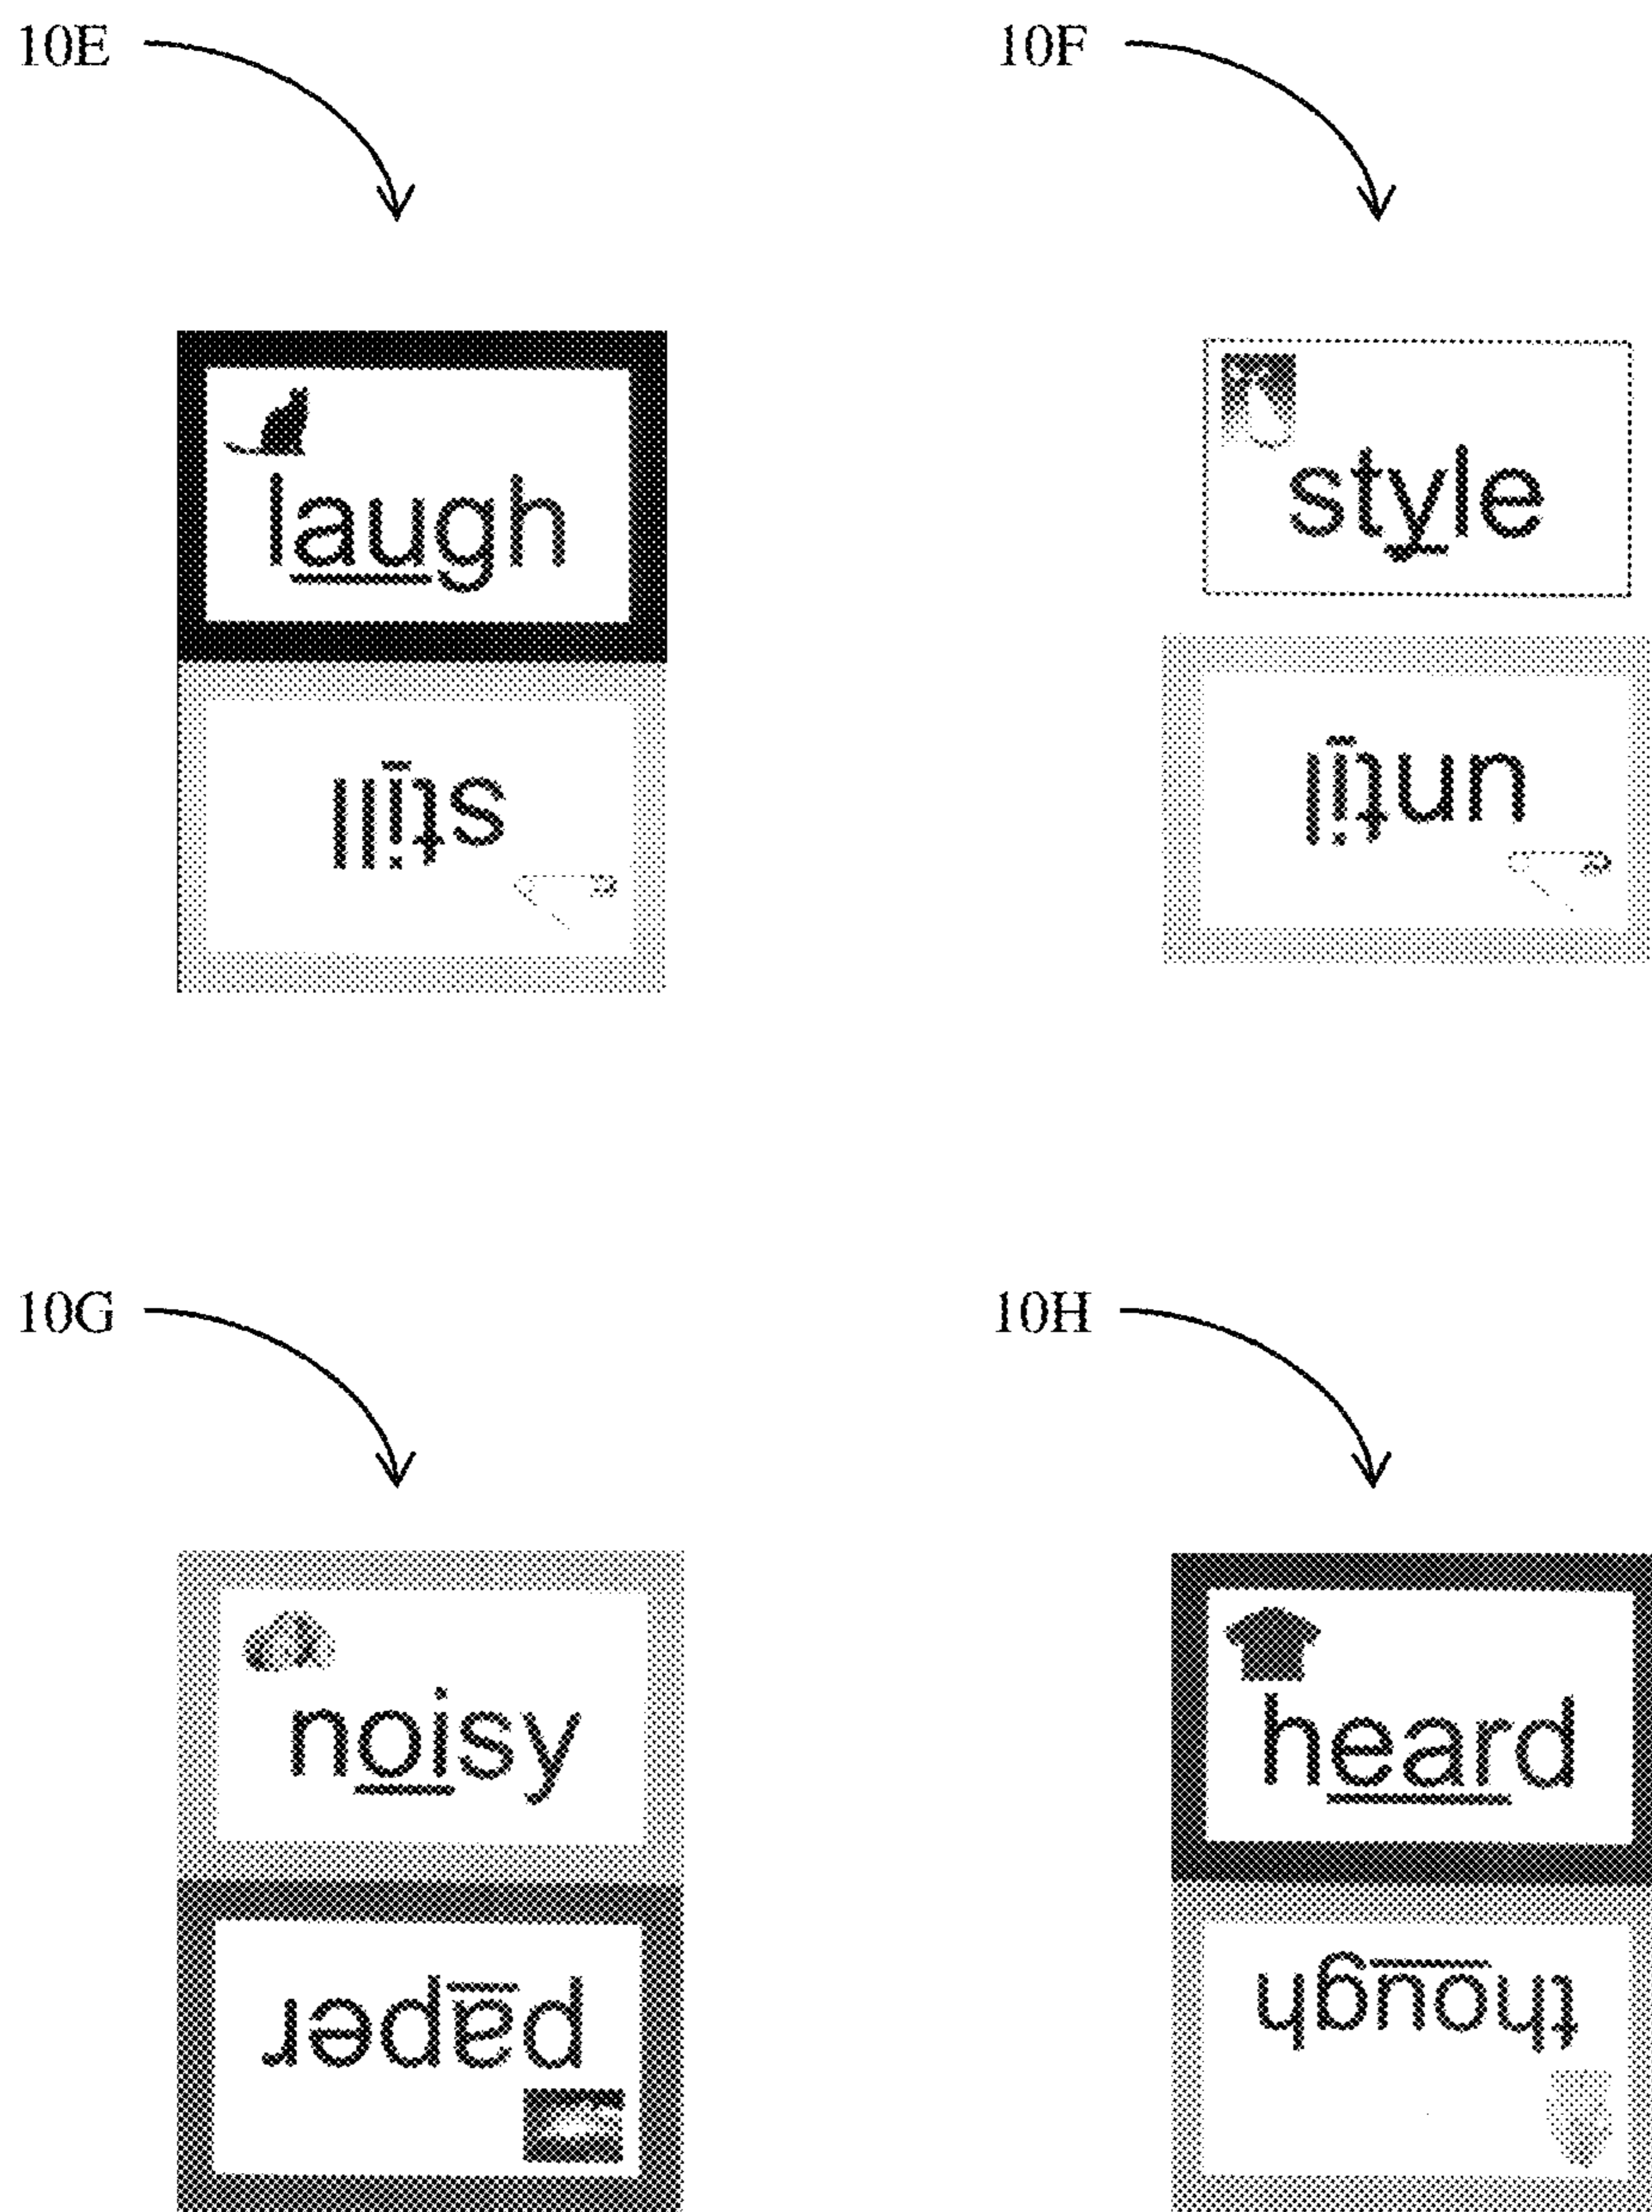 10E
10F
laugh
still
style
until
10G
10H
noisy
paper
heard
though